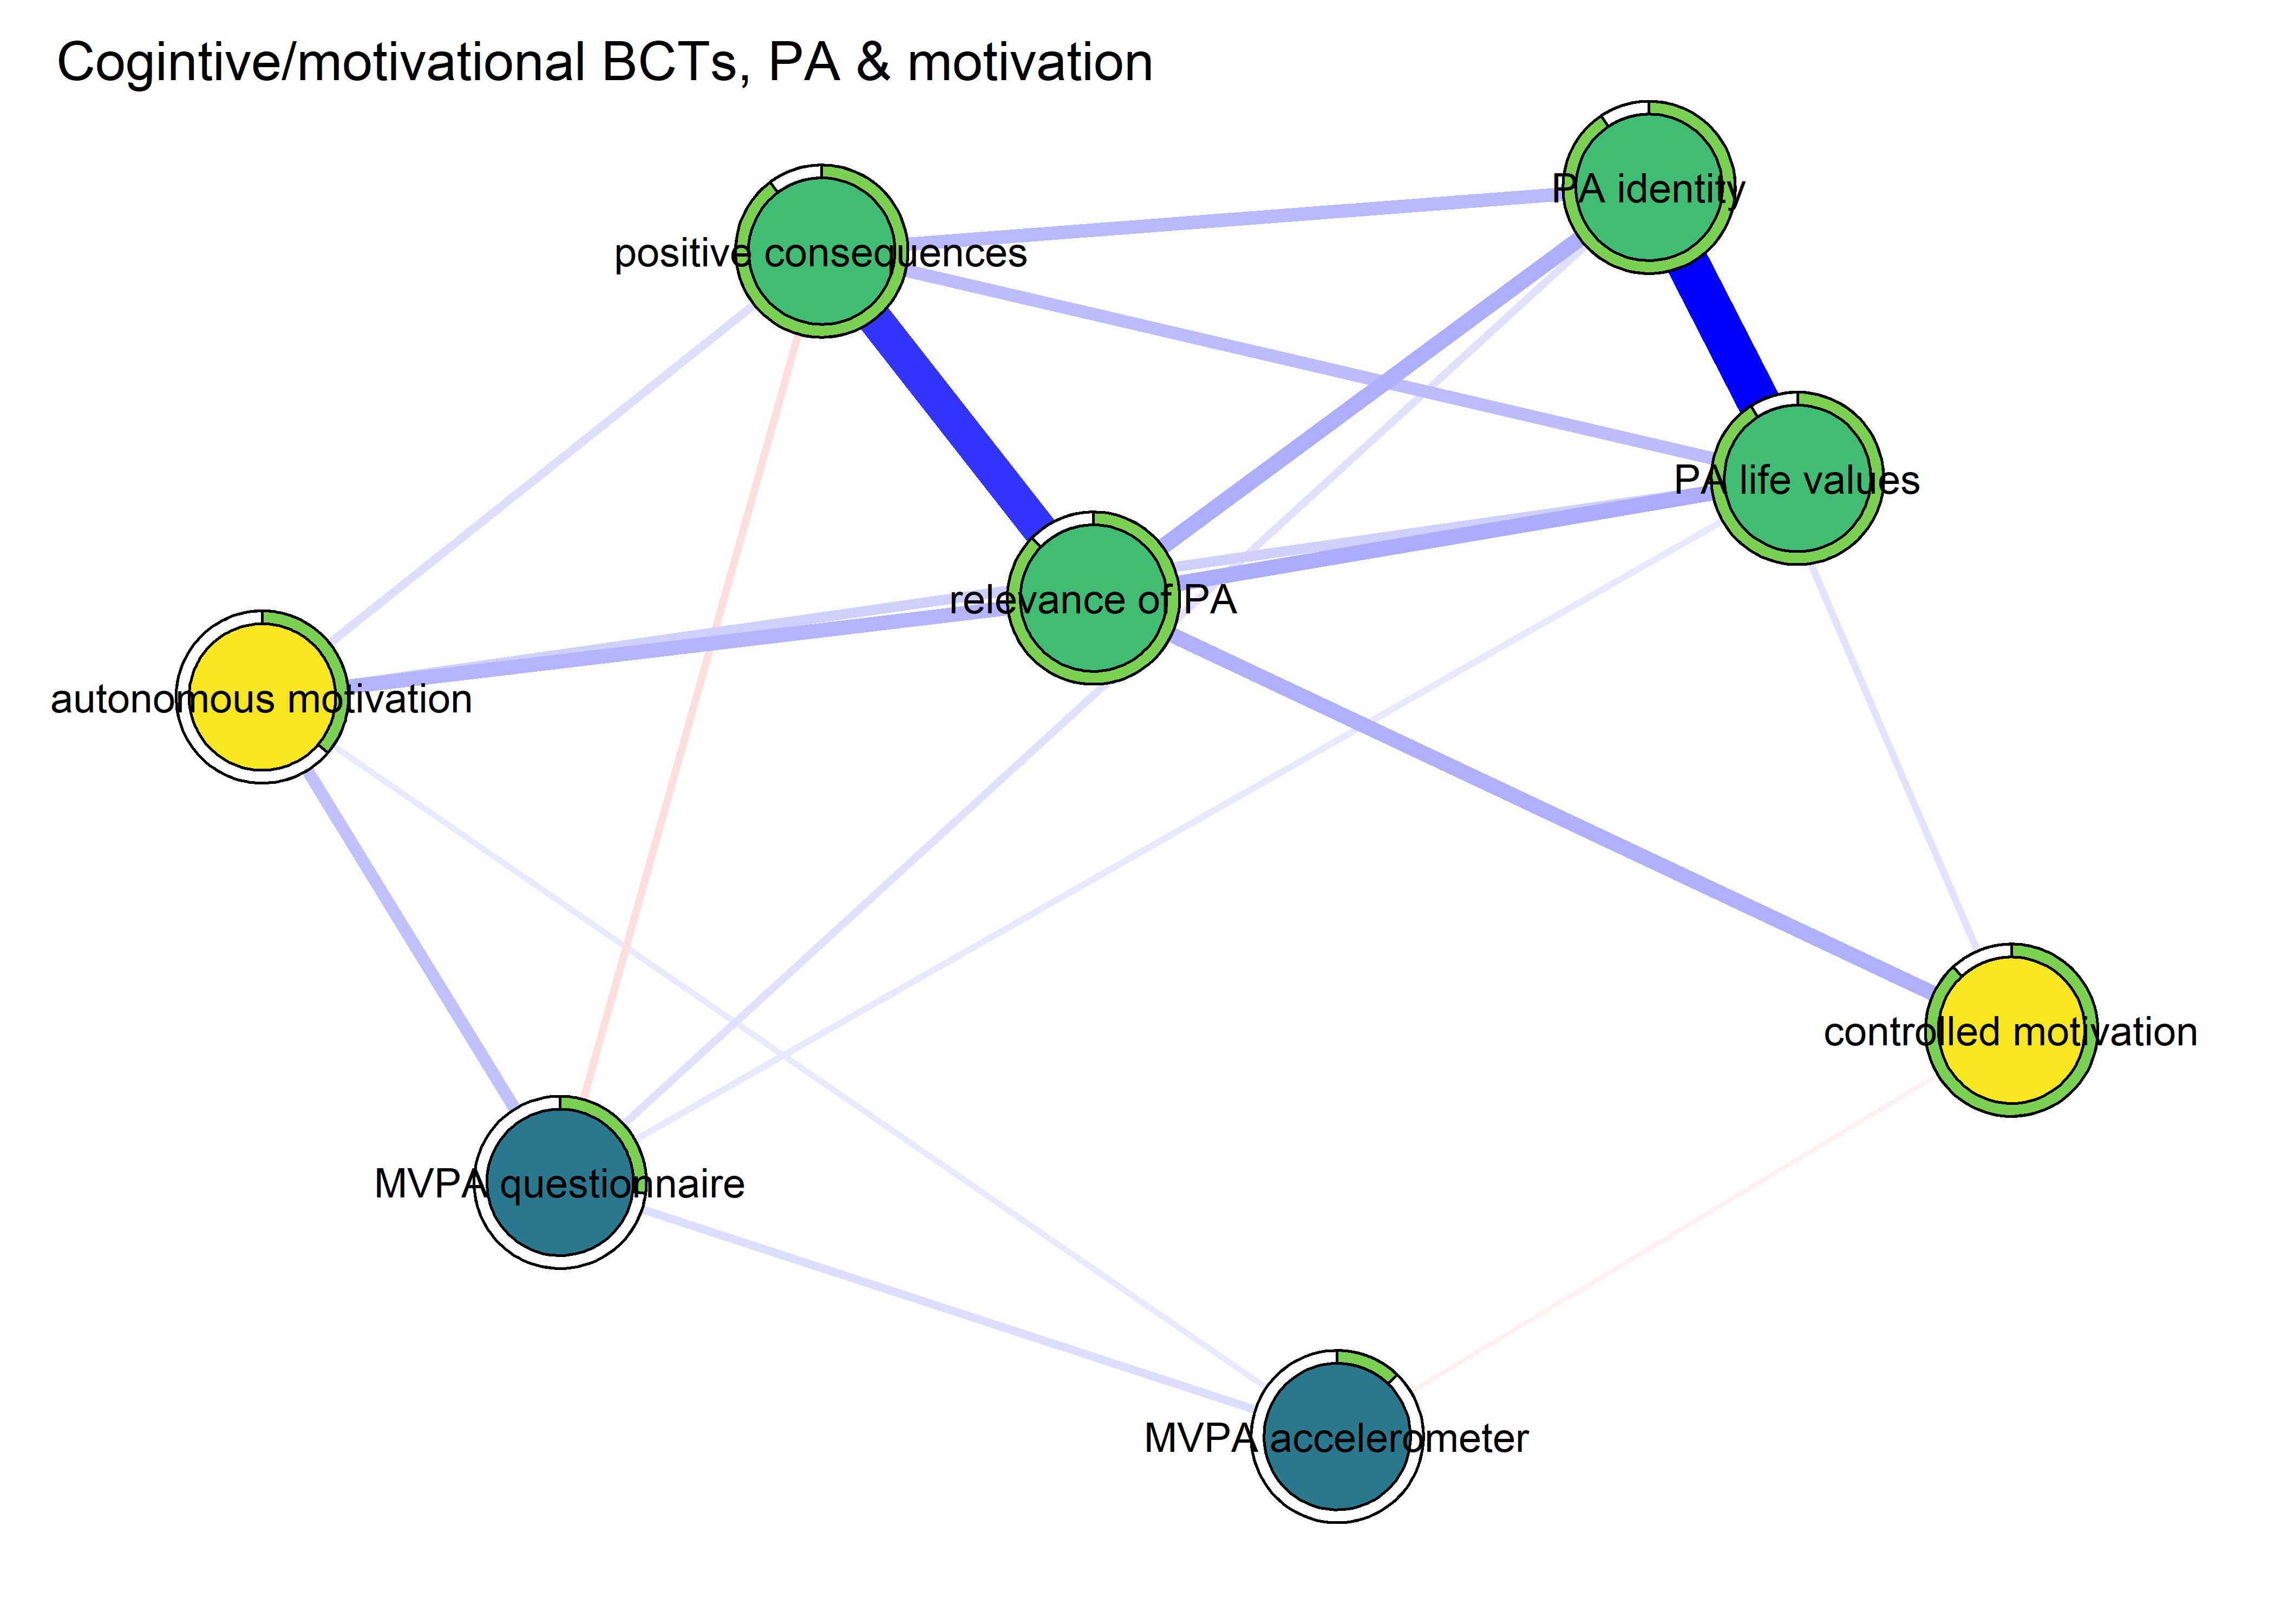 Cogintive/motivational BCTs, PA & motivation
PA identity
positive consequences
PA life values
relevance of PA
autonomous motivation
controlled motivation
MVPA questionnaire
MVPA accelerometer